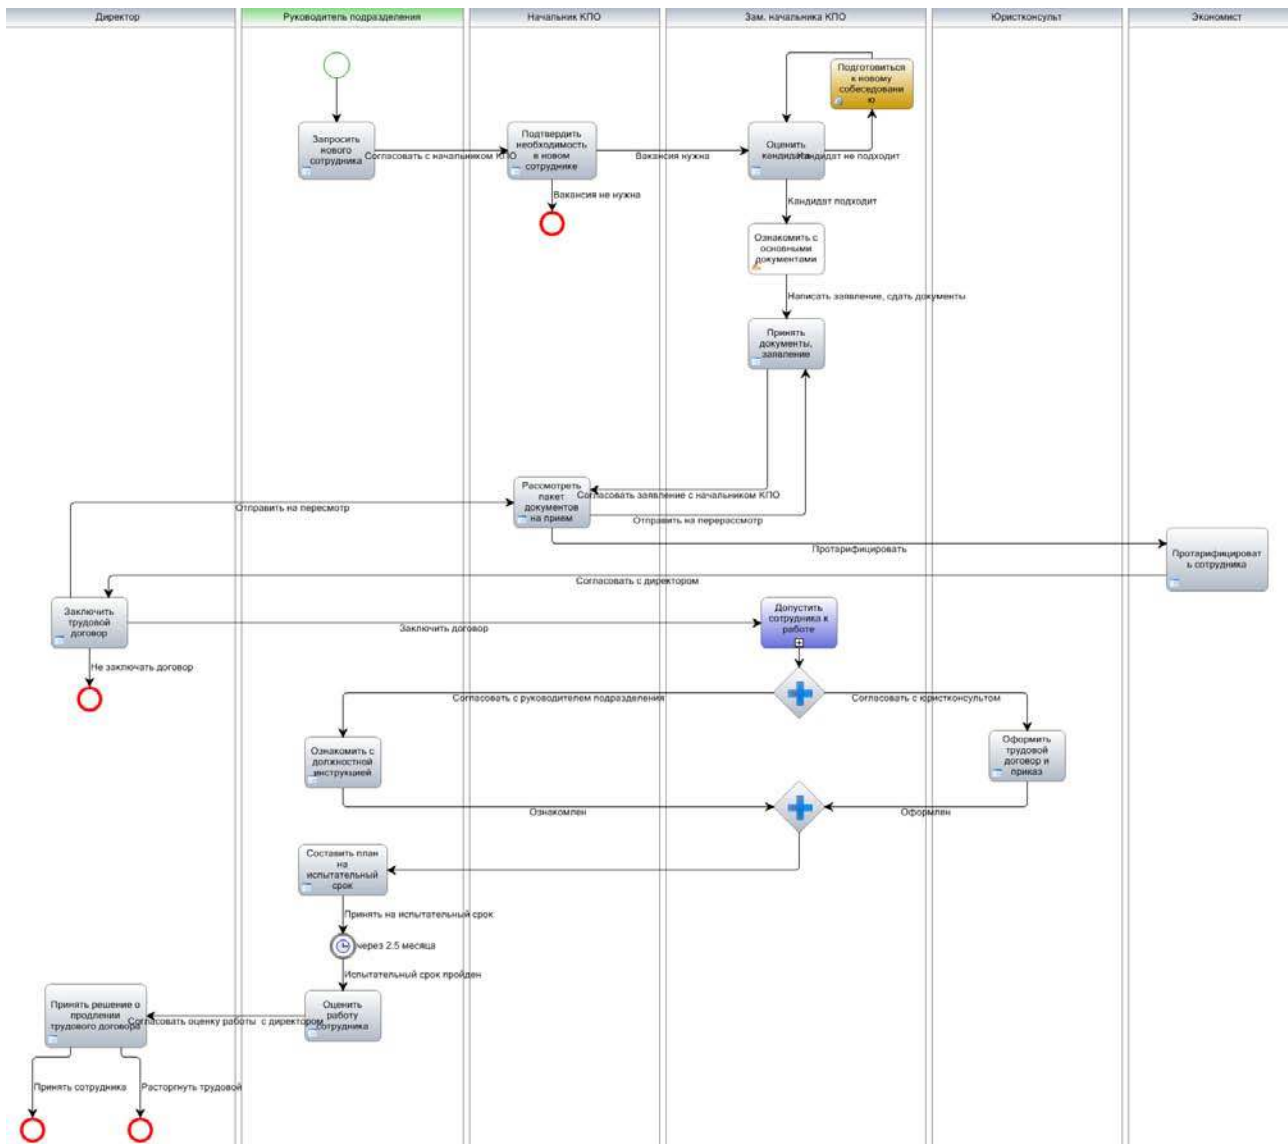 Директор
Руководитель подразделения
Начальник КПО
Зам. начальника КПО
Юристконсульт
Экономист
Подготовиться
к новому
собеседовани
ю
Запросить
нового
сотрудника
Согласовать с начальником КПО
Подтвердить
необходимость
в новом
сотруднике
Вакансия нужна
Оценить
кандидата
Кандидат не подходит
Вакансия не нужна
Кандидат подходит
Ознакомить с
основными
документами
Написать заявление, сдать документы
Принять
документы,
заявление
Рассмотреть
пакет
документов
на прием
Согласовать заявление с начальником КПО
Отправить на пересмотр
Отправить на перерассмотр
Протарифицировать
Протарифицироват
ь сотрудника
Согласовать с директором
Заключить
трудовой
договор
Заключить договор
Допустить
сотрудника к
работе
Не заключать договор
Согласовать с руководителем подразделения
Согласовать с юристконсультом
Ознакомить с
должностной
инструкцией
Оформить
трудовой
договор и
приказ
Ознакомлен
Оформлен
Составить план
на
испытательный
срок
Принять на испытательный срок
через 2.5 месяца
Испытательный срок пройден
Принять решение о
продлении
трудового договора
Согласовать оценку работы с директором
Оценить
работу
сотрудника
Принять сотрудника
Расторгнуть трудовой